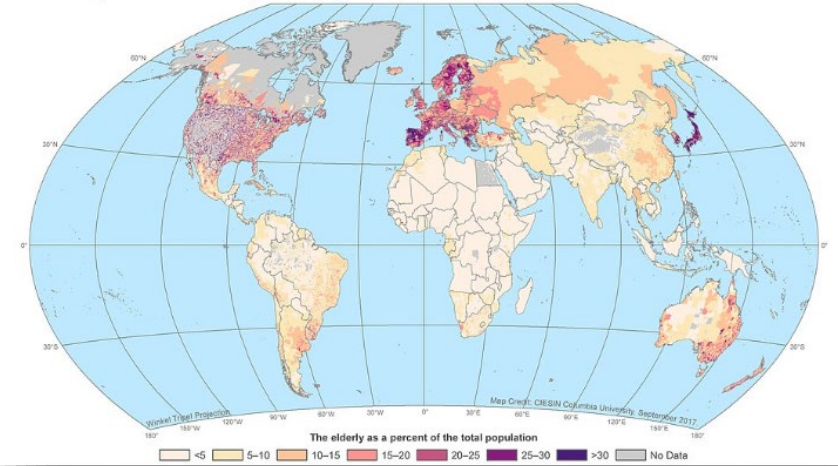 60°N
60°N
30°N
30°N
0°
0°
30°S
30°S
Winkel Tripel Projection
Map Credit: CIESIN Columbia University, September 2017.
180° 150°W 120°W 90°W 60°W 30°W 0° 30°E 60°E 90°E 120°E 150°E 180°
The elderly as a percent of the total population
<5 5–10 10–15 15–20 20–25 25–30 >30 No Data